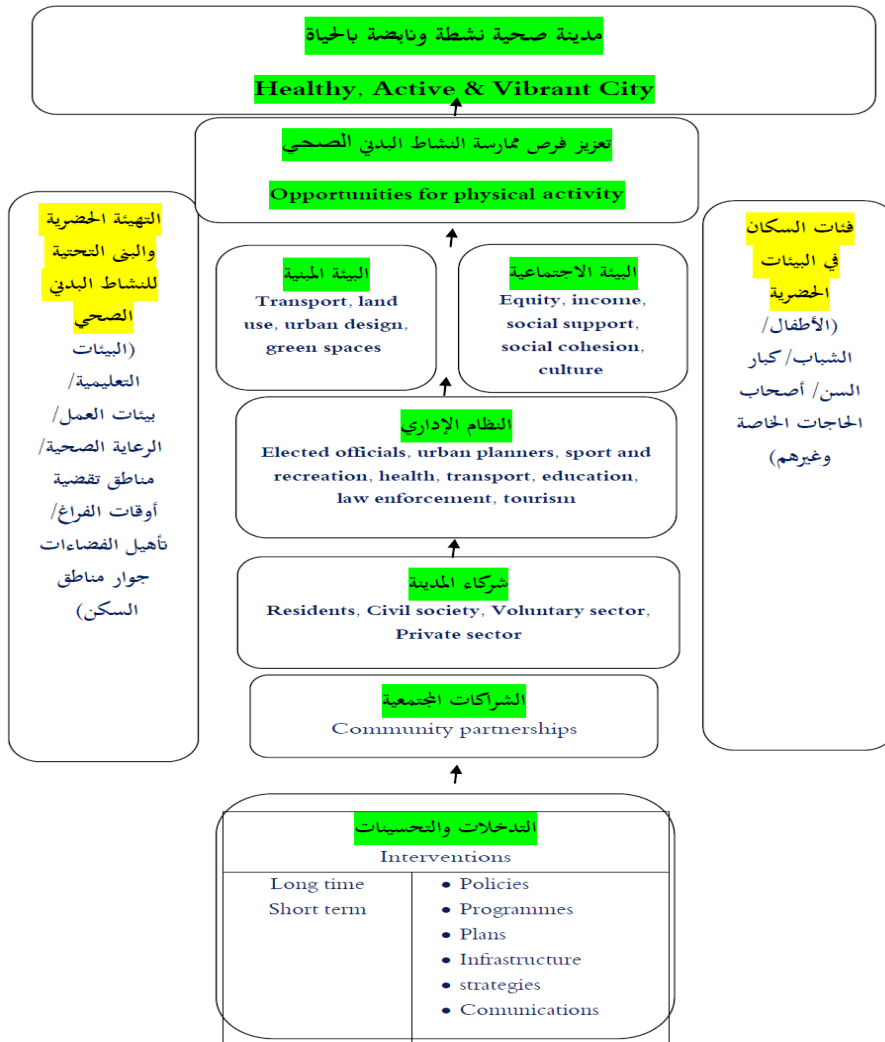 مدينة صحية نشطة ونابضة بالحياة
Healthy, Active & Vibrant City
تعزيز فرص ممارسة النشاط البدني الصحي
Opportunities for physical activity
التهيئة الحضرية
والبنى التحتية
للنشاط البدني
الصحي
(البيئات
التعليمية/
بيئات العمل/
الرعاية الصحية/
مناطق تقضية
أوقات الفراغ/
تأهيل الفضاءات
جوار مناطق
السكن)
البيئة المبنية
Transport, land
use, urban design,
green spaces
البيئة الاجتماعية
Equity, income,
social support,
social cohesion,
culture
فئات السكان
في البيئات
الحضرية
(الأطفال/
الشباب/ كبار
السن/ أصحاب
الحاجات الخاصة
وغيرهم)
النظام الإداري
Elected officials, urban planners, sport and
recreation, health, transport, education,
law enforcement, tourism
شركاء المدينة
Residents, Civil society, Voluntary sector,
Private sector
الشراكات المجتمعية
Community partnerships
التدخلات والتحسينات
Interventions
Long time
Short term
• Policies
• Programmes
• Plans
• Infrastructure
• strategies
• Comunications